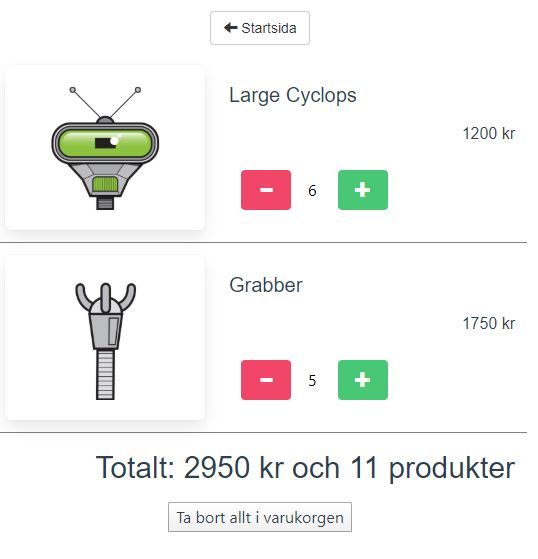 Startsida
Large Cyclops
1200 kr
6
Grabber
1750 kr
5
Totalt: 2950 kr och 11 produkter
Ta bort allt i varukorgen